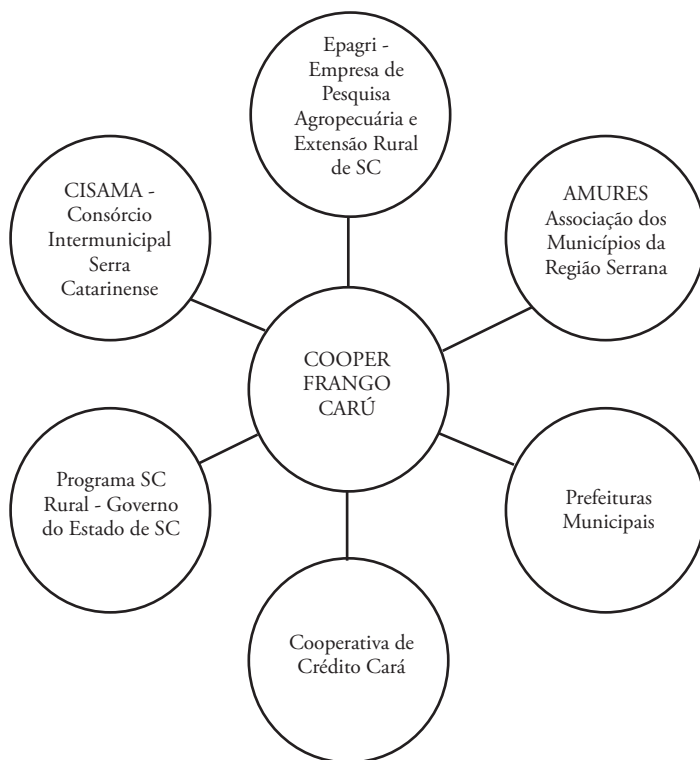 Epagri -
Empresa de
Pesquisa
Agropecuária e
Extensão Rural
de SC
CISAMA -
Consórcio
Intermunicipal
Serra
Catarinense
AMURES
Associação dos
Municípios da
Região Serrana
COOPER
FRANGO
CARÚ
Programa SC
Rural - Governo
do Estado de SC
Prefeituras
Municipais
Cooperativa de
Crédito Cará